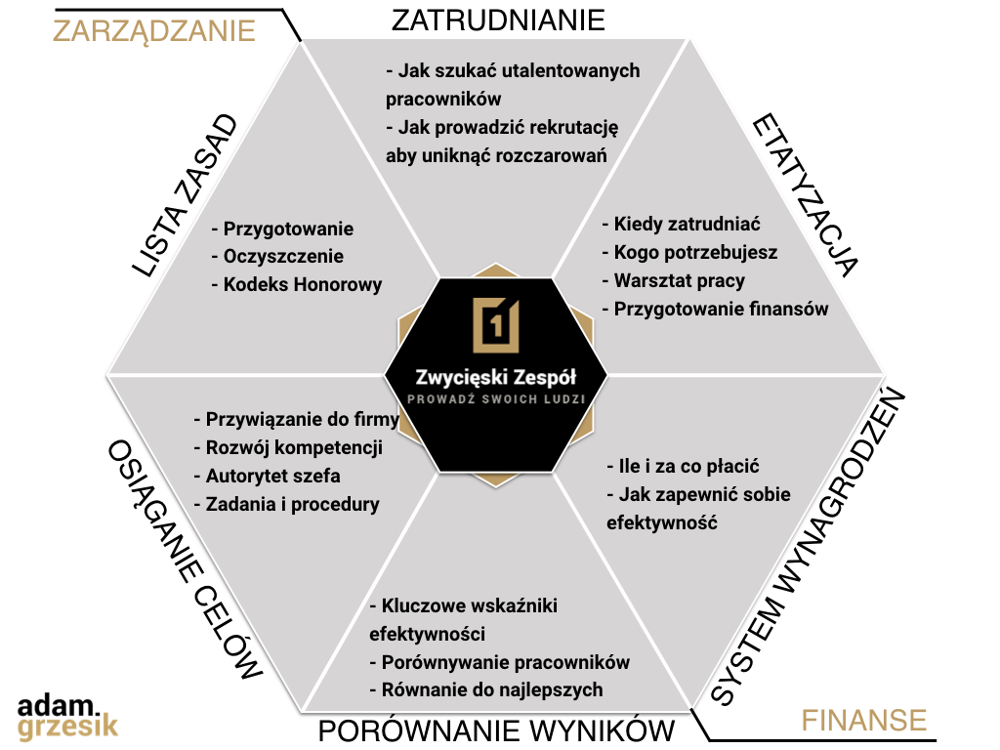 ZARZĄDZANIE
ZATRUDNIANIE
- Jak szukać utalentowanych
pracowników
- Jak prowadzić rekrutację
aby uniknąć rozczarowań
LISTA ZASAD
- Przygotowanie
- Oczyszczenie
- Kodeks Honorowy
ETATYZACJA
- Kiedy zatrudniać
- Kogo potrzebujesz
- Warsztat pracy
- Przygotowanie finansów
1
Zwycięski Zespół
PROWADŹ SWOICH LUDZI
OSIĄGANIE CELÓW
- Przywiązanie do firmy
- Rozwój kompetencji
- Autorytet szefa
- Zadania i procedury
SYSTEM WYNAGRODZEŃ
- Ile i za co płacić
- Jak zapewnić sobie
efektywność
- Kluczowe wskaźniki
efektywności
- Porównywanie pracowników
- Równanie do najlepszych
PORÓWNANIE WYNIKÓW
FINANSE
adam.
grzesik